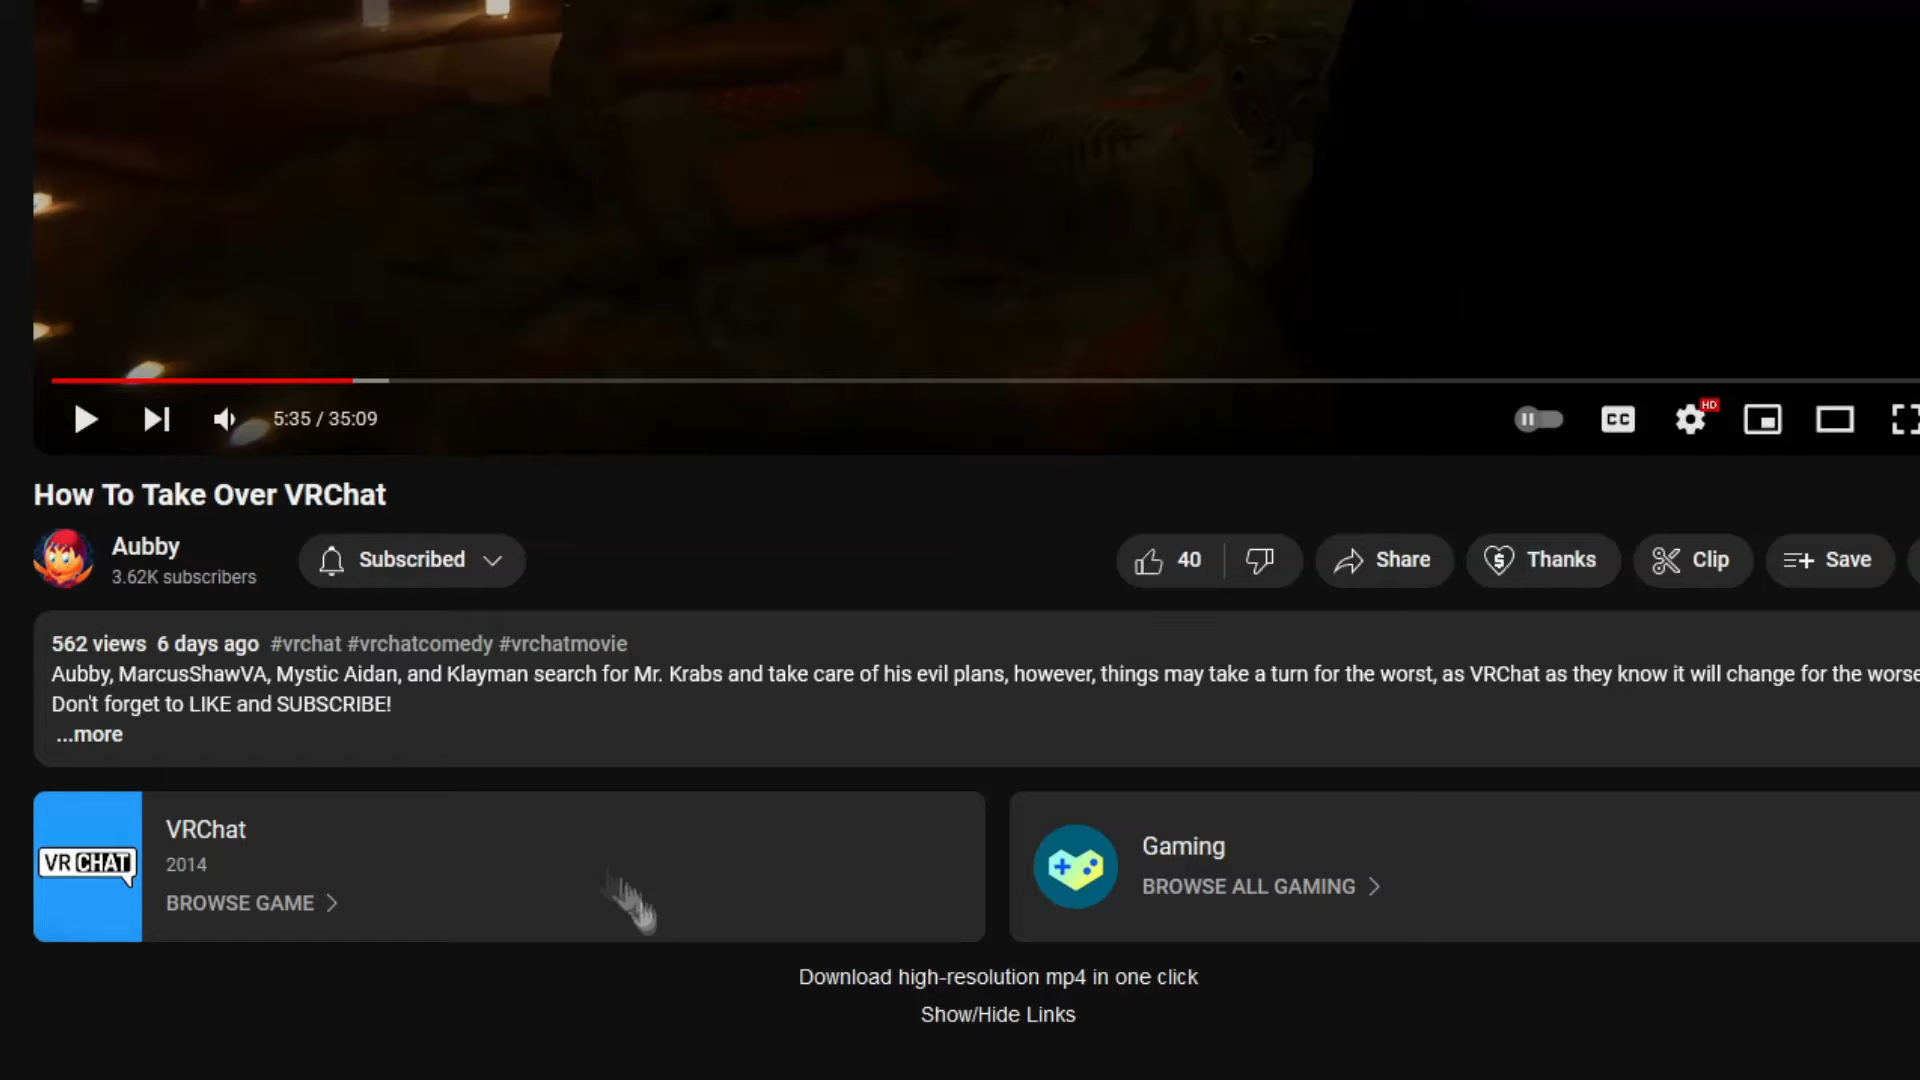 HD
5:35 / 35:09
CC
How To Take Over VRChat
Aubby
3.62K subscribers
Subscribed
40
Share
Thanks
Clip
Save
562 views 6 days ago #vrchat #vrchatcomedy #vrchatmovie
Aubby, MarcusShawVA, Mystic Aidan, and Klayman search for Mr. Krabs and take care of his evil plans, however, things may take a turn for the worst, as VRChat as they know it will change for the worse
Don't forget to LIKE and SUBSCRIBE!
...more
VRChat
2014
BROWSE GAME
VR CHAT
Gaming
BROWSE ALL GAMING
Download high-resolution mp4 in one click
Show/Hide Links